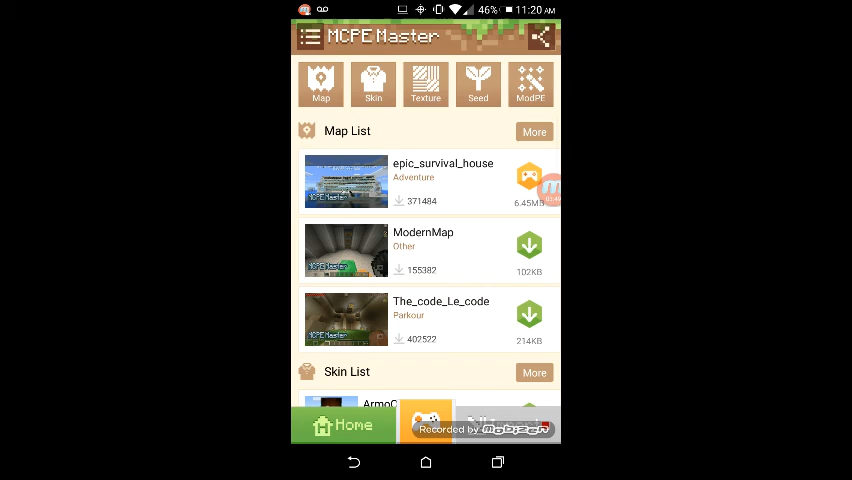 46% 11:20 AM
MCPE Master
Map Skin Texture Seed ModPE
Map List More
epic_survival_house
Adventure
371484 6.45MB
MCPE Master
ModernMap
Other
155382 102KB
MCPE Master
The_code_Le_code
Parkour
402522 214KB
MCPE Master
Skin List More
Home
Recorded by mobizen